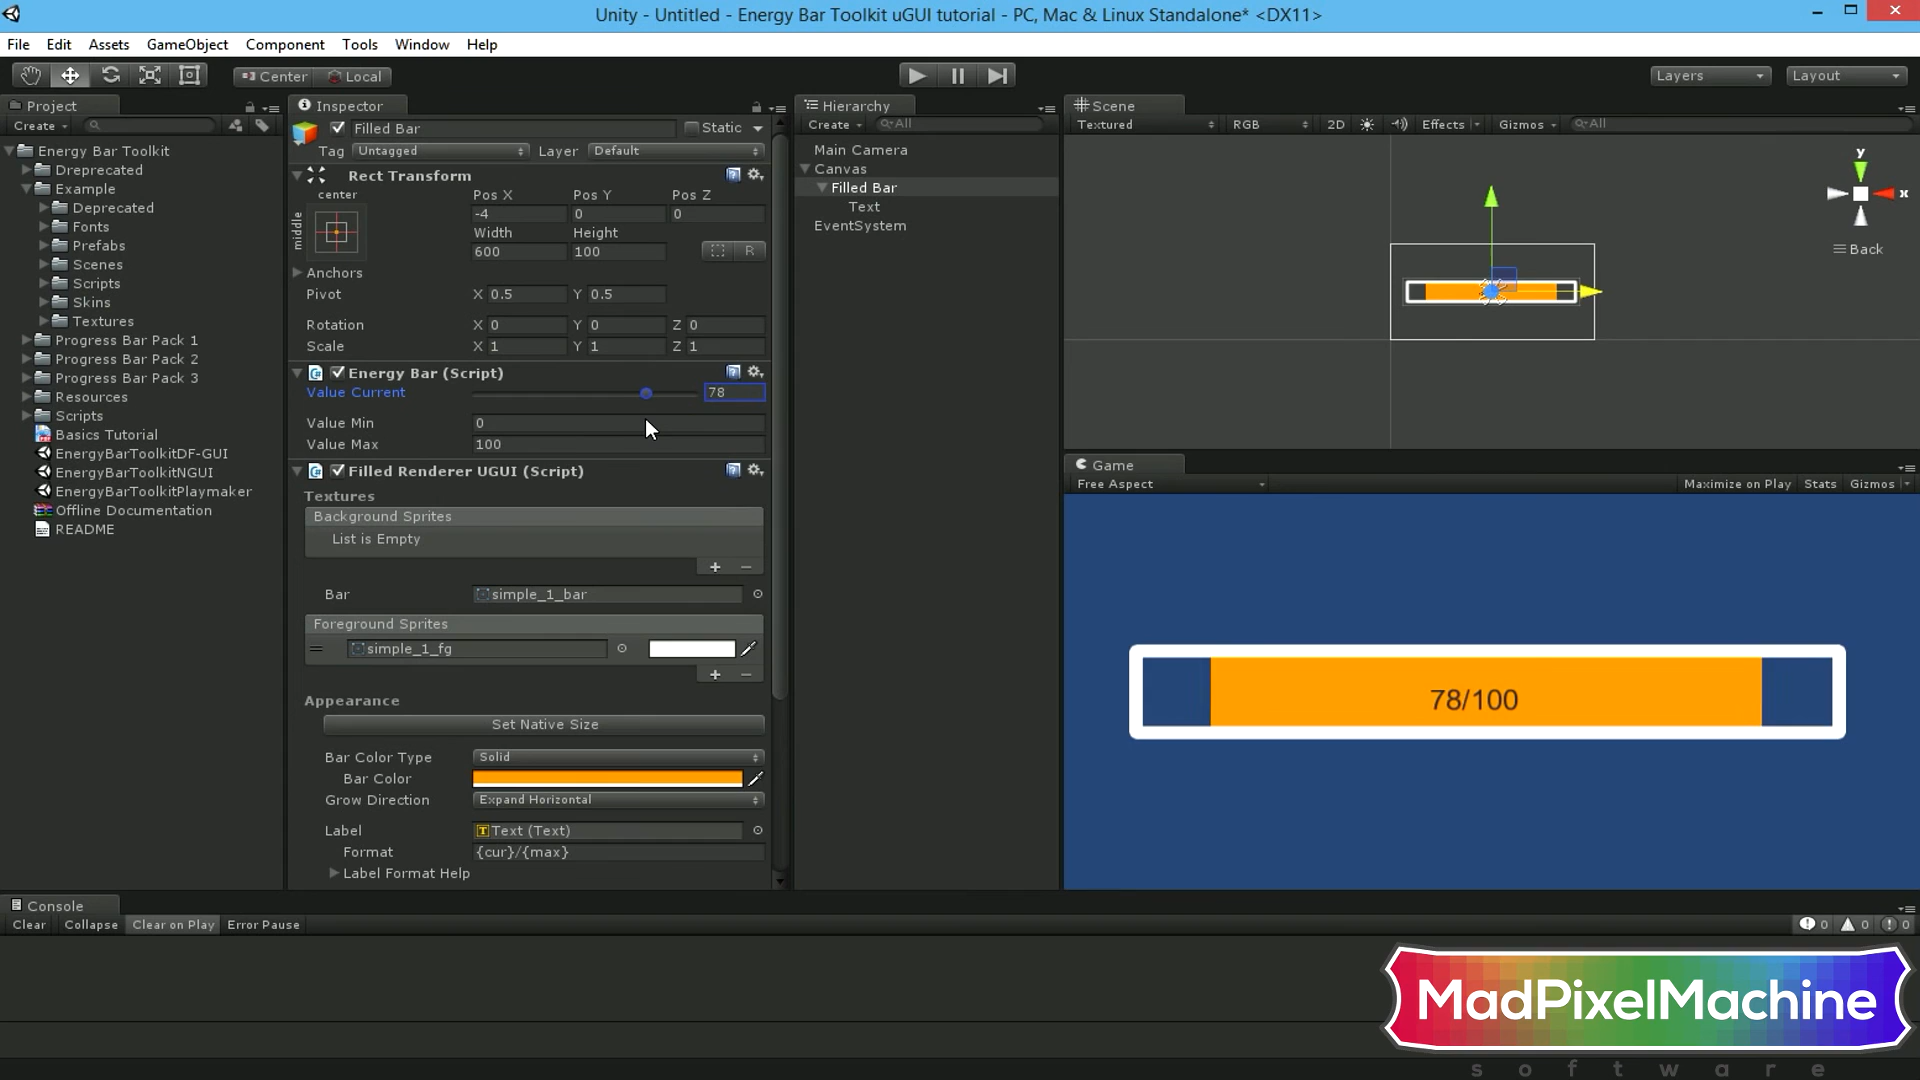 Unity - Untitled - Energy Bar Toolkit uGUI tutorial - PC, Mac & Linux Standalone* <DX11>
File Edit Assets GameObject Component Tools Window Help
Center Local Layers Layout
Project
Create
Energy Bar Toolkit
Dreprecated
Example
Deprecated
Fonts
Prefabs
Scenes
Scripts
Skins
Textures
Progress Bar Pack 1
Progress Bar Pack 2
Progress Bar Pack 3
Resources
Scripts
Basics Tutorial
EnergyBarToolkitDF-GUI
EnergyBarToolkitNGUI
EnergyBarToolkitPlaymaker
Offline Documentation
README
Inspector
Filled Bar Static
Tag Untagged Layer Default
Rect Transform
center
middle
Pos X Pos Y Pos Z
-4 0 0
Width Height
600 100 R
Anchors
Pivot X 0.5 Y 0.5
Rotation X 0 Y 0 Z 0
Scale X 1 Y 1 Z 1
Energy Bar (Script)
Value Current 78
Value Min 0
Value Max 100
Filled Renderer UGUI (Script)
Textures
Background Sprites
List is Empty
+ −
Bar simple_1_bar
Foreground Sprites
simple_1_fg
+ −
Appearance
Set Native Size
Bar Color Type Solid
Bar Color
Grow Direction Expand Horizontal
Label Text (Text)
Format {cur}/{max}
Label Format Help
Hierarchy
Create All
Main Camera
Canvas
Filled Bar
Text
EventSystem
Scene
Textured RGB 2D Effects Gizmos All
y
x
Back
Game
Free Aspect Maximize on Play Stats Gizmos
78/100
Console
Clear Collapse Clear on Play Error Pause 0 0 0
MadPixelMachine
software